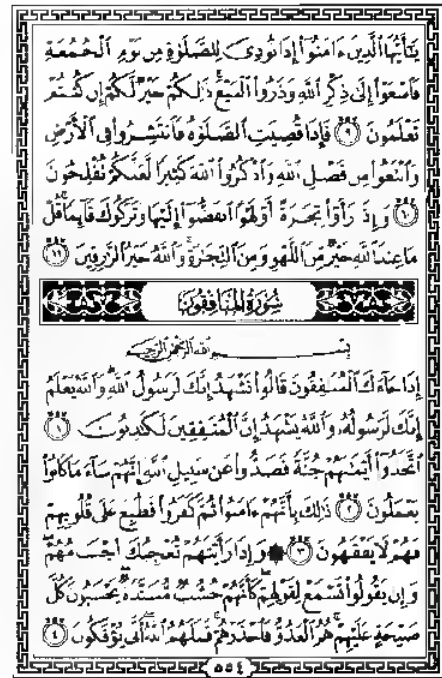 يَـٰٓأَيُّهَا ٱلَّذِينَ ءَامَنُوٓا۟ إِذَا نُودِىَ لِلصَّلَوٰةِ مِن يَوْمِ ٱلْجُمُعَةِ
فَٱسْعَوْا۟ إِلَىٰ ذِكْرِ ٱللَّهِ وَذَرُوا۟ ٱلْبَيْعَ ۚ ذَٰلِكُمْ خَيْرٌ لَّكُمْ إِن كُنتُمْ
تَعْلَمُونَ ٩ فَإِذَا قُضِيَتِ ٱلصَّلَوٰةُ فَٱنتَشِرُوا۟ فِى ٱلْأَرْضِ
وَٱبْتَغُوا۟ مِن فَضْلِ ٱللَّهِ وَٱذْكُرُوا۟ ٱللَّهَ كَثِيرًا لَّعَلَّكُمْ تُفْلِحُونَ
١٠ وَإِذَا رَأَوْا۟ تِجَـٰرَةً أَوْ لَهْوًا ٱنفَضُّوٓا۟ إِلَيْهَا وَتَرَكُوكَ قَآئِمًا ۚ قُلْ
مَا عِندَ ٱللَّهِ خَيْرٌ مِّنَ ٱللَّهْوِ وَمِنَ ٱلتِّجَـٰرَةِ ۚ وَٱللَّهُ خَيْرُ ٱلرَّٰزِقِينَ ١١
سُورَةُ المُنَافِقُونَ
بِسْمِ ٱللَّهِ ٱلرَّحْمَـٰنِ ٱلرَّحِيمِ
إِذَا جَآءَكَ ٱلْمُنَـٰفِقُونَ قَالُوا۟ نَشْهَدُ إِنَّكَ لَرَسُولُ ٱللَّهِ ۗ وَٱللَّهُ يَعْلَمُ
إِنَّكَ لَرَسُولُهُۥ وَٱللَّهُ يَشْهَدُ إِنَّ ٱلْمُنَـٰفِقِينَ لَكَـٰذِبُونَ ١
ٱتَّخَذُوٓا۟ أَيْمَـٰنَهُمْ جُنَّةً فَصَدُّوا۟ عَن سَبِيلِ ٱللَّهِ ۚ إِنَّهُمْ سَآءَ مَا كَانُوا۟
يَعْمَلُونَ ٢ ذَٰلِكَ بِأَنَّهُمْ ءَامَنُوا۟ ثُمَّ كَفَرُوا۟ فَطُبِعَ عَلَىٰ قُلُوبِهِمْ
فَهُمْ لَا يَفْقَهُونَ ٣ ۞ وَإِذَا رَأَيْتَهُمْ تُعْجِبُكَ أَجْسَامُهُمْ ۖ
وَإِن يَقُولُوا۟ تَسْمَعْ لِقَوْلِهِمْ ۖ كَأَنَّهُمْ خُشُبٌ مُّسَنَّدَةٌ ۖ يَحْسَبُونَ كُلَّ
صَيْحَةٍ عَلَيْهِمْ ۚ هُمُ ٱلْعَدُوُّ فَٱحْذَرْهُمْ ۚ قَـٰتَلَهُمُ ٱللَّهُ ۖ أَنَّىٰ يُؤْفَكُونَ ٤
٥٥٤